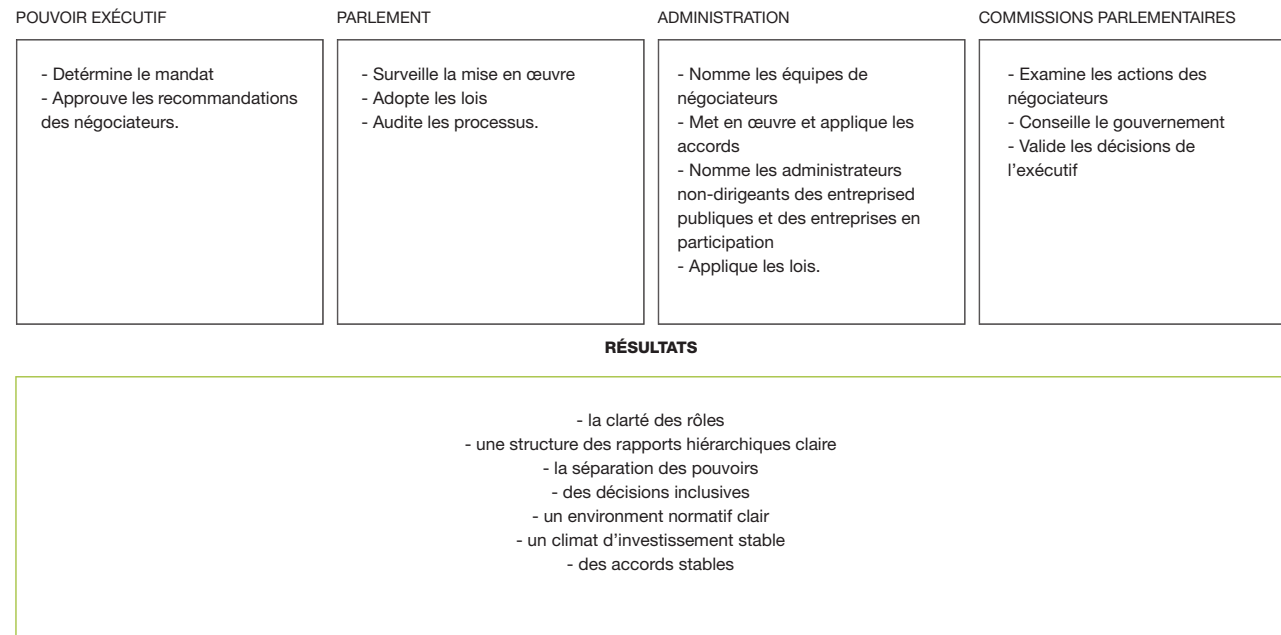 POUVOIR EXÉCUTIF
- Detérmine le mandat
- Approuve les recommandations
des négociateurs.
PARLEMENT
- Surveille la mise en œuvre
- Adopte les lois
- Audite les processus.
ADMINISTRATION
- Nomme les équipes de
négociateurs
- Met en œuvre et applique les
accords
- Nomme les administrateurs
non-dirigeants des entreprised
publiques et des entreprises en
participation
- Applique les lois.
COMMISSIONS PARLEMENTAIRES
- Examine les actions des
négociateurs
- Conseille le gouvernement
- Valide les décisions de
l’exécutif
RÉSULTATS
- la clarté des rôles
- une structure des rapports hiérarchiques claire
- la séparation des pouvoirs
- des décisions inclusives
- un environment normatif clair
- un climat d’investissement stable
- des accords stables